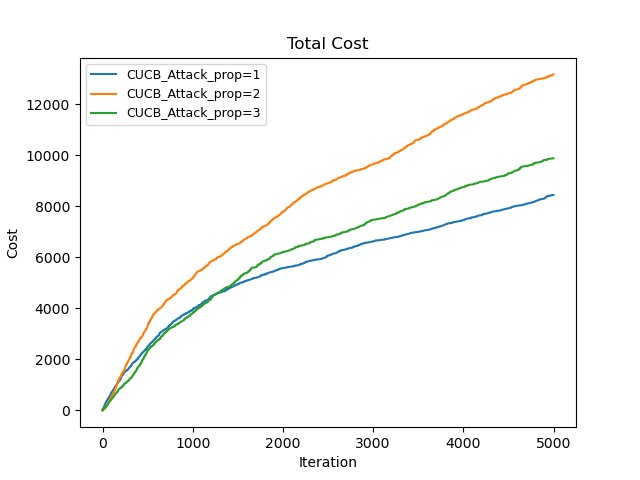 Total Cost
CUCB_Attack_prop=1
CUCB_Attack_prop=2
CUCB_Attack_prop=3
12000
10000
8000
6000
4000
2000
0
Cost
0 1000 2000 3000 4000 5000
Iteration